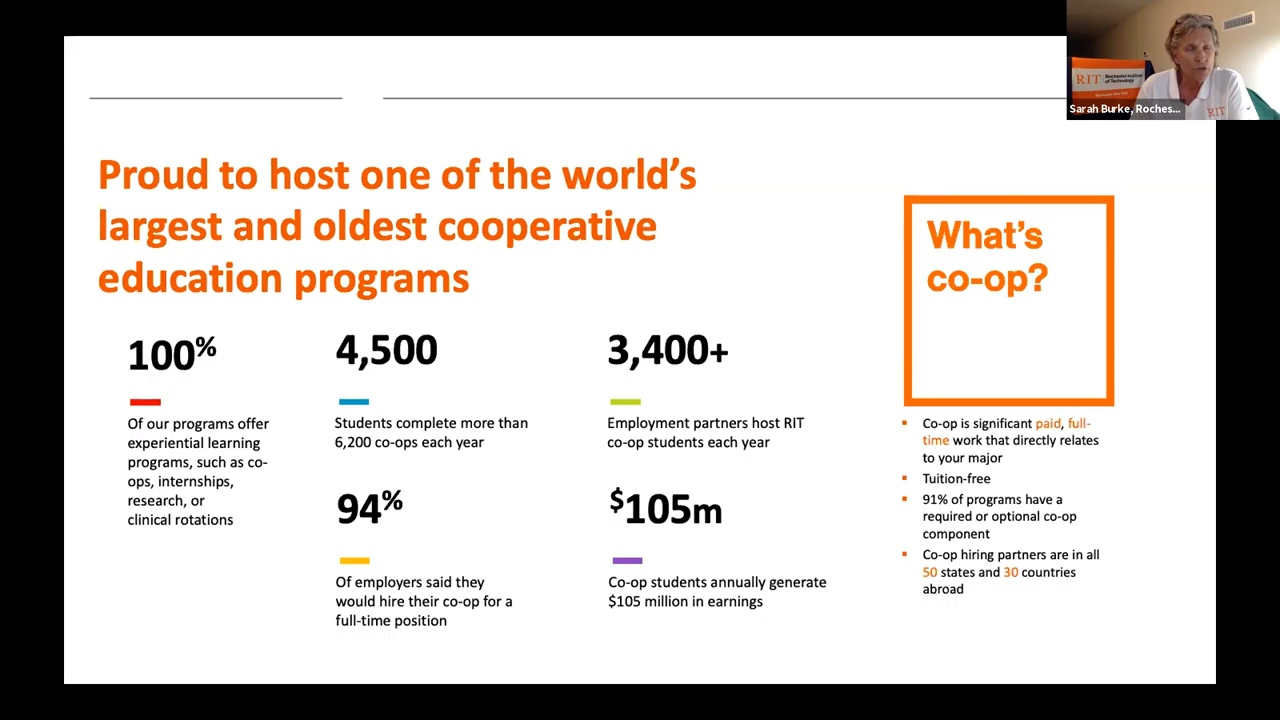 Proud to host one of the world's
largest and oldest cooperative
education programs
100%
Of our programs offer
experiential learning
programs, such as co-
ops, internships,
research, or
clinical rotations
4,500
Students complete more than
6,200 co-ops each year
3,400+
Employment partners host RIT
co-op students each year
94%
Of employers said they
would hire their co-op for a
full-time position
$105m
Co-op students annually generate
$105 million in earnings
What's
co-op?
▪ Co-op is significant paid, full-
time work that directly relates
to your major
▪ Tuition-free
▪ 91% of programs have a
required or optional co-op
component
▪ Co-op hiring partners are in all
50 states and 30 countries
abroad
RIT
Rochester Institute
of Technology
RIT
Sarah Burke, Roches...